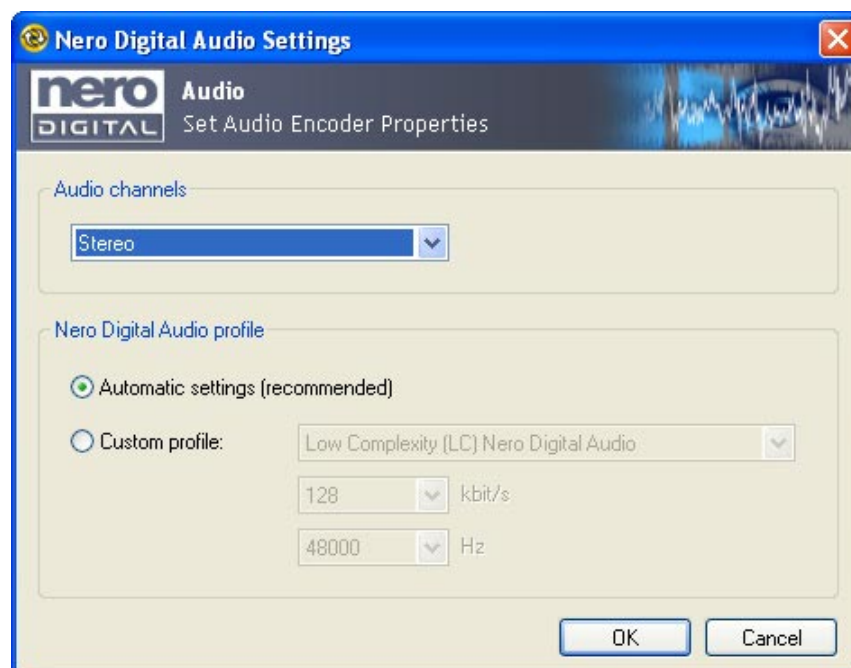 Nero Digital Audio Settings
nero
DIGITAL
Audio
Set Audio Encoder Properties
Audio channels
Stereo
Nero Digital Audio profile
Automatic settings (recommended)
Custom profile:
Low Complexity (LC) Nero Digital Audio
128 kbit/s
48000 Hz
OK Cancel